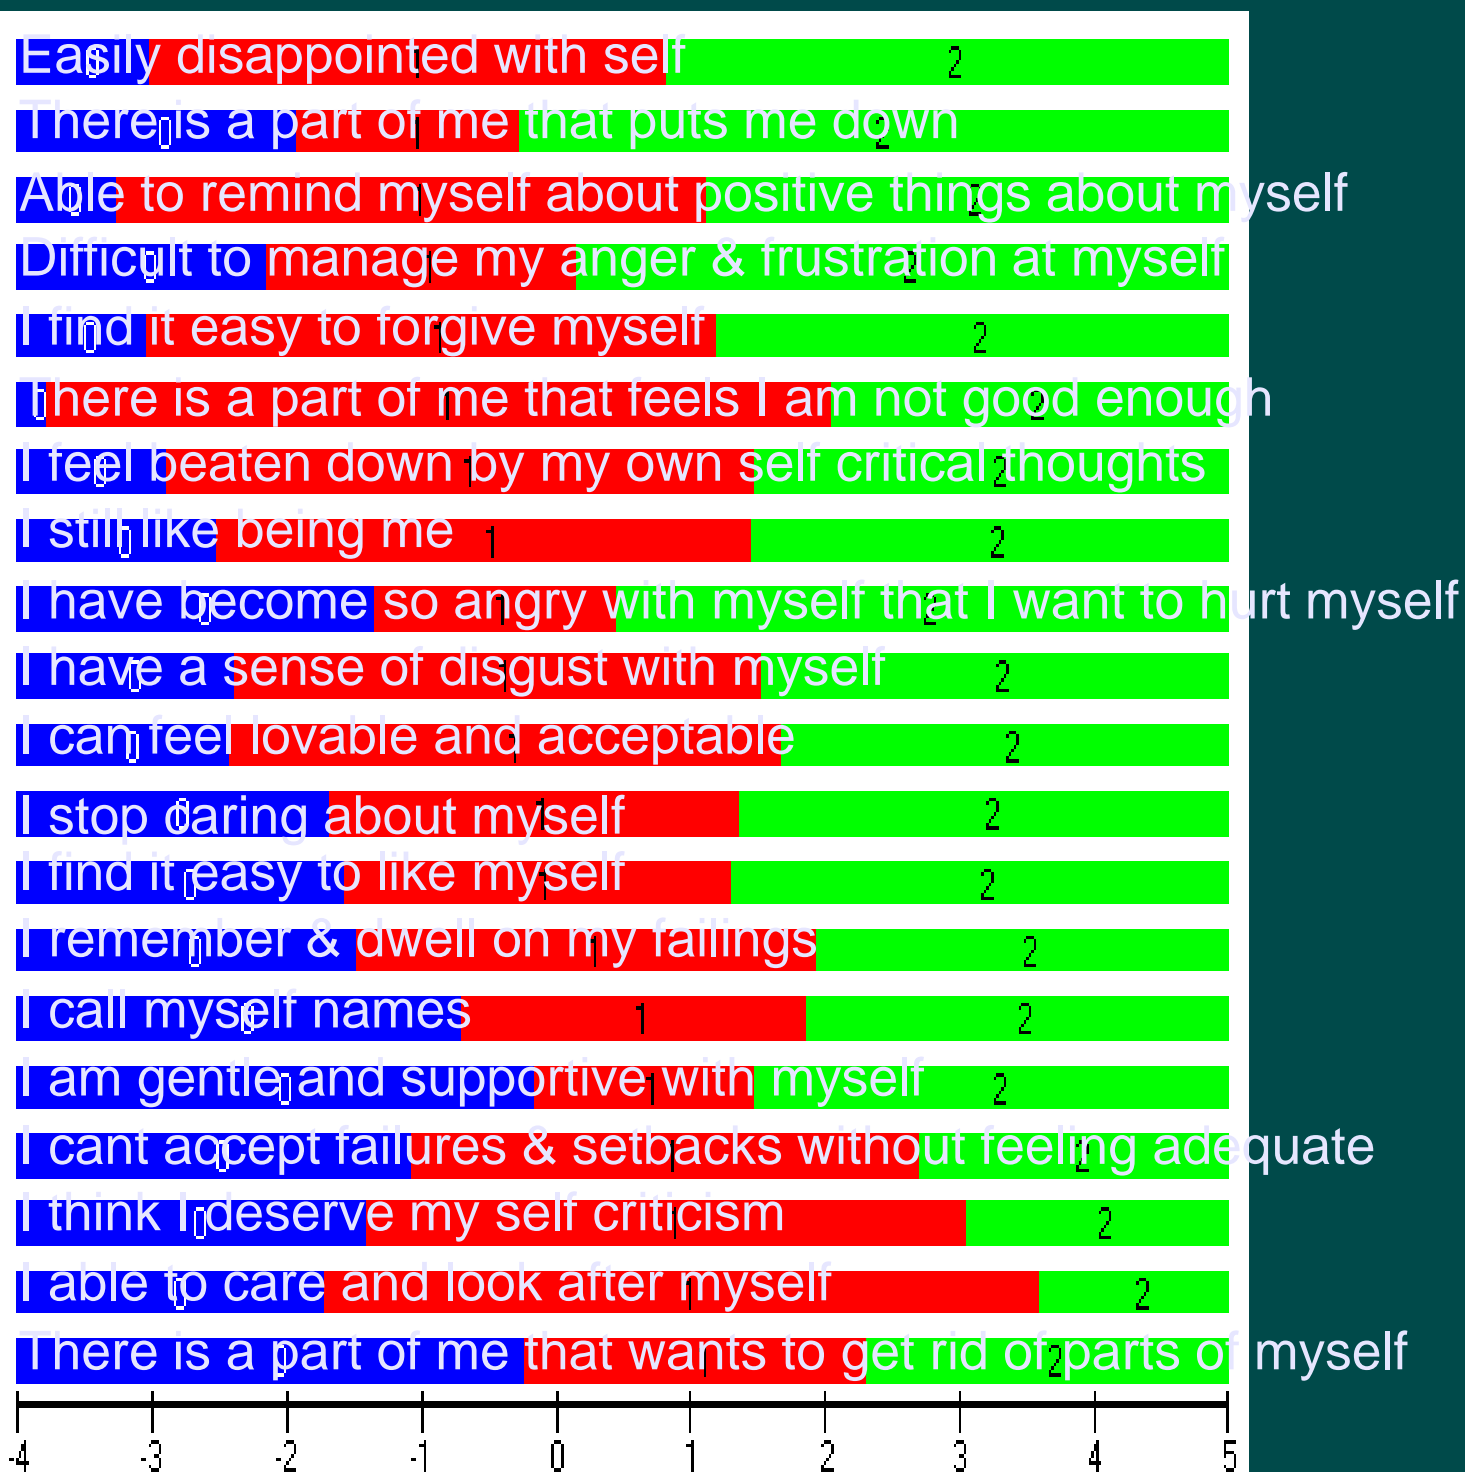 Easily disappointed with self
0 1 2
There is a part of me that puts me down
0 1 2
Able to remind myself about positive things about myself
0 1 2
Difficult to manage my anger & frustration at myself
0 1 2
I find it easy to forgive myself
0 1 2
There is a part of me that feels I am not good enough
0 1 2
I feel beaten down by my own self critical thoughts
0 1 2
I still like being me
0 1 2
I have become so angry with myself that I want to hurt myself
0 1 2
I have a sense of disgust with myself
0 1 2
I can feel lovable and acceptable
0 1 2
I stop caring about myself
0 1 2
I find it easy to like myself
0 1 2
I remember & dwell on my failings
0 1 2
I call myself names
0 1 2
I am gentle and supportive with myself
0 1 2
I cant accept failures & setbacks without feeling adequate
0 1 2
I think I deserve my self criticism
0 1 2
I able to care and look after myself
0 1 2
There is a part of me that wants to get rid of parts of myself
0 1 2
-4 -3 -2 -1 0 1 2 3 4 5